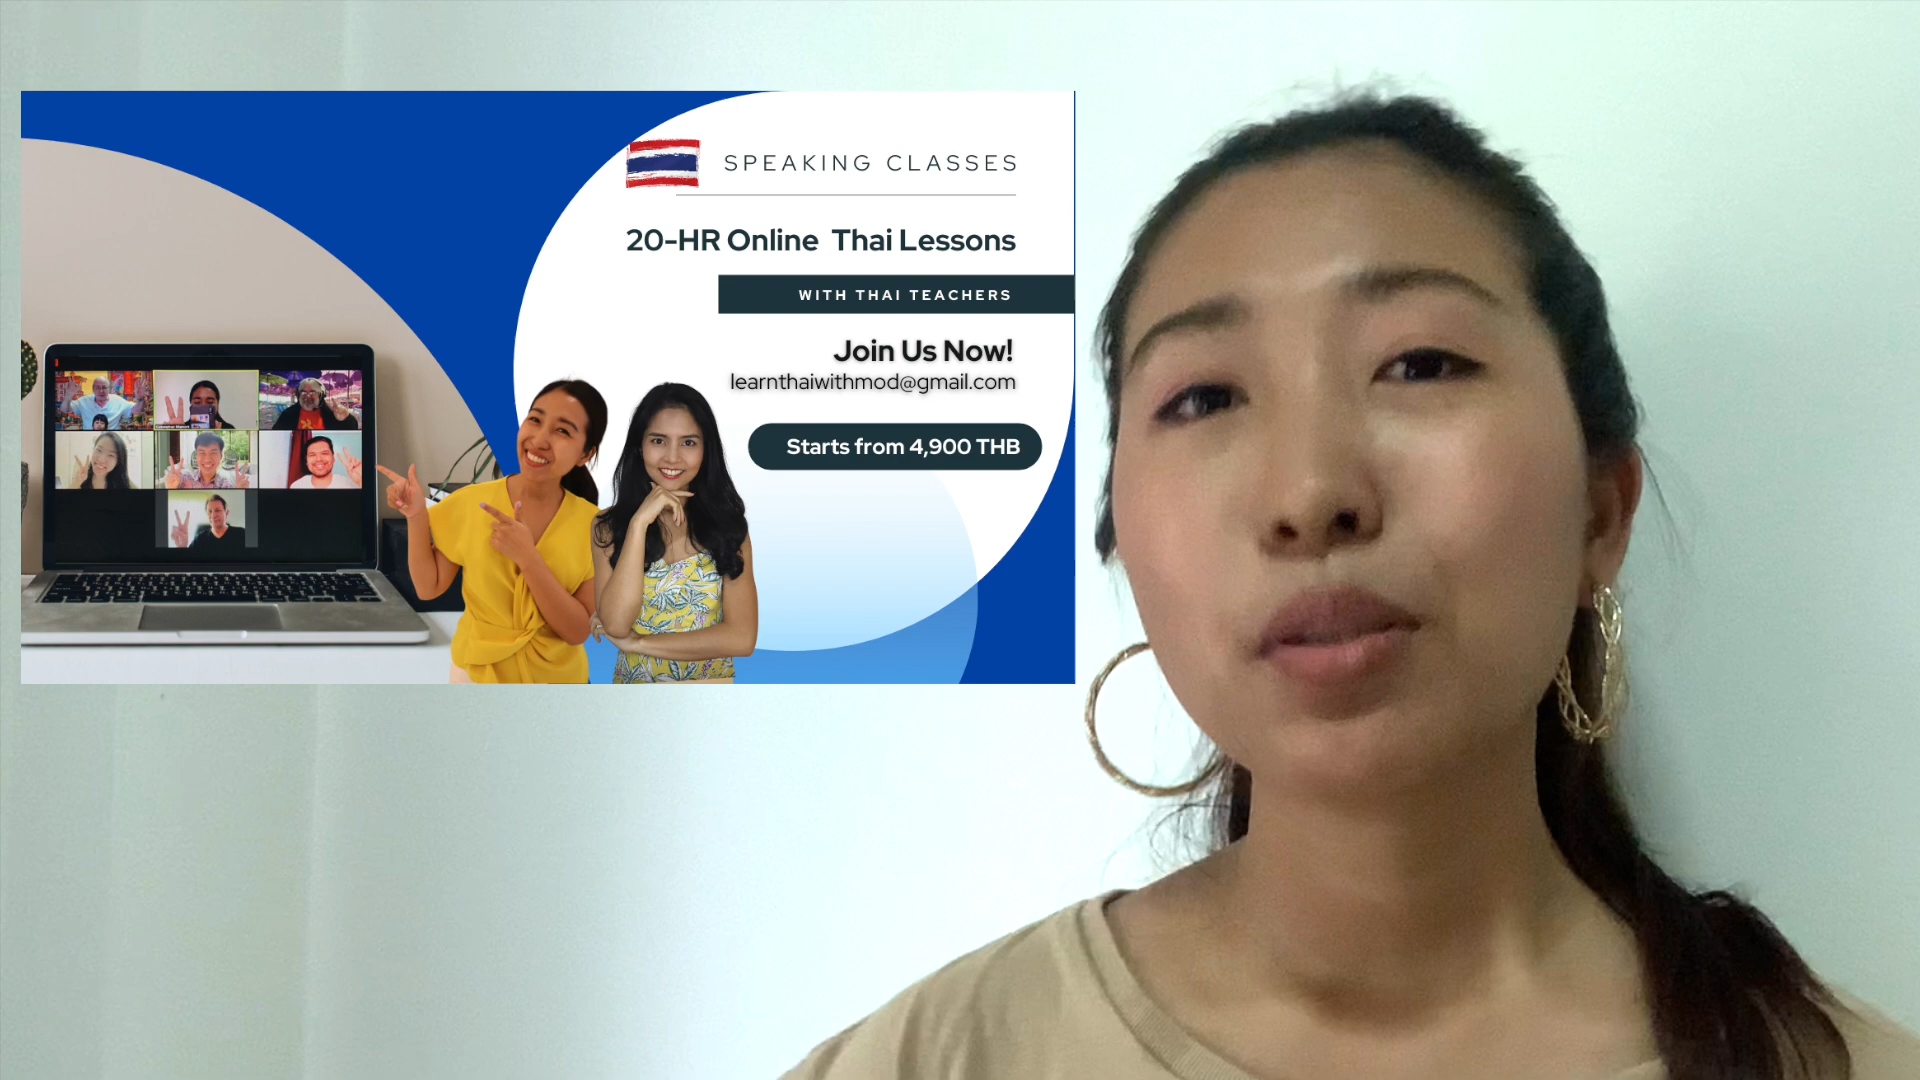 SPEAKING CLASSES
20-HR Online Thai Lessons
WITH THAI TEACHERS
Join Us Now!
learnthaiwithmod@gmail.com
Starts from 4,900 THB